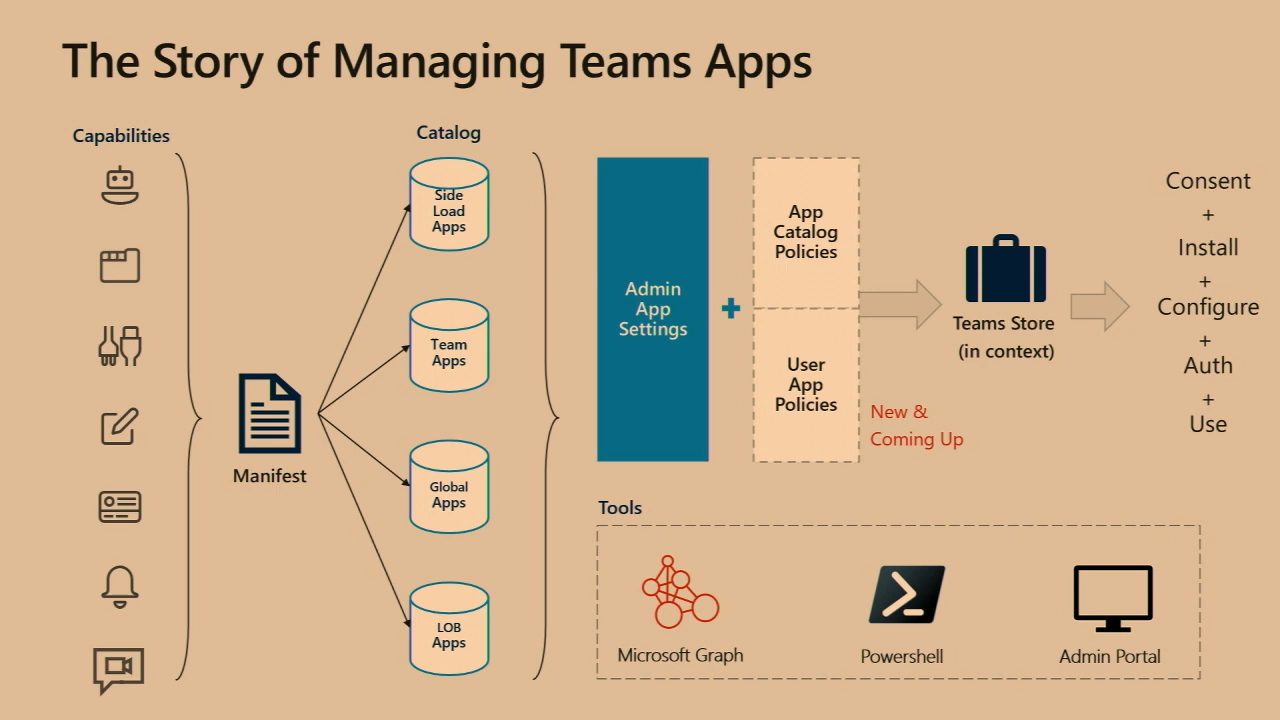 The Story of Managing Teams Apps
Capabilities
Manifest
Catalog
Side
Load
Apps
Team
Apps
Global
Apps
LOB
Apps
Admin
App
Settings
+
App
Catalog
Policies
User
App
Policies
New &
Coming Up
Teams Store
(in context)
Consent
+
Install
+
Configure
+
Auth
+
Use
Tools
Microsoft Graph
Powershell
Admin Portal